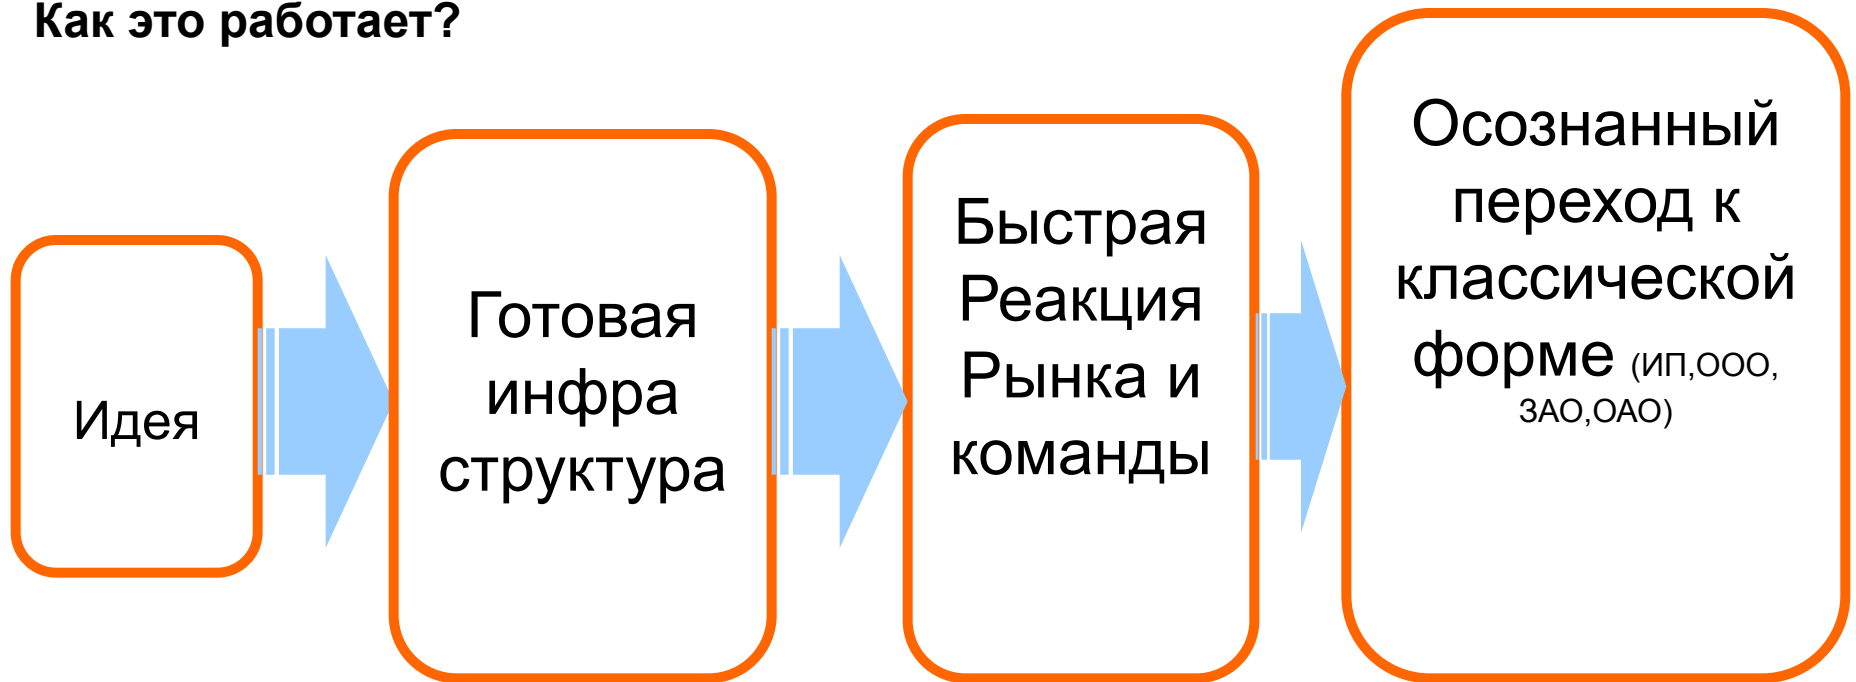 Как это работает?
Идея
Готовая
инфра
структура
Быстрая
Реакция
Рынка и
команды
Осознанный
переход к
классической
форме (ИП,ООО,
ЗАО,ОАО)